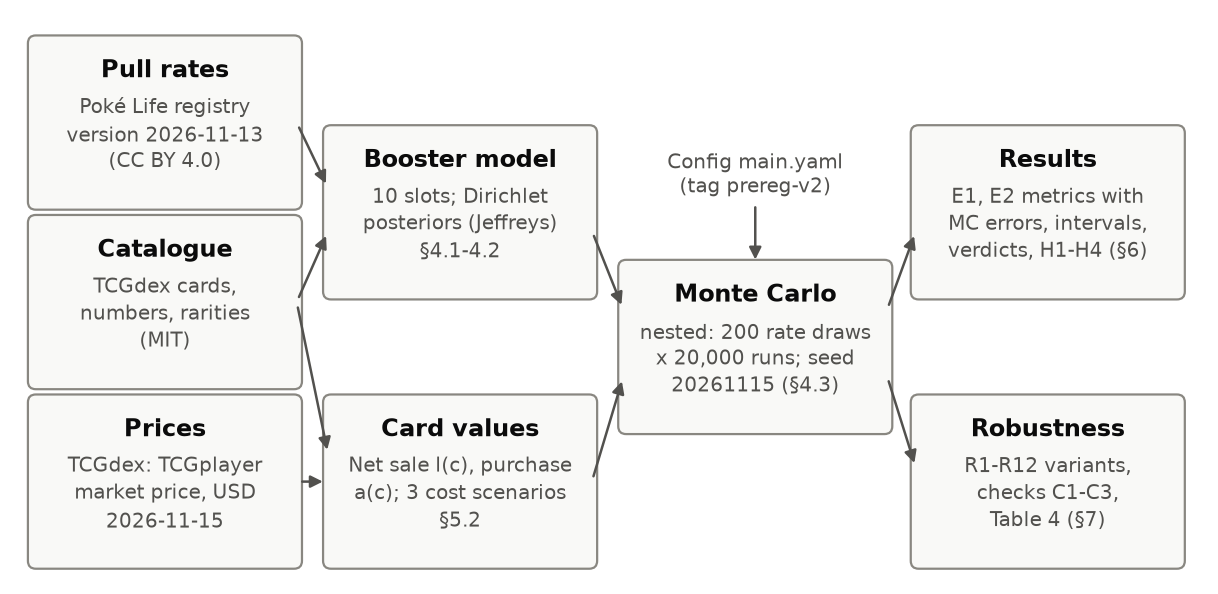 Pull rates
Poké Life registry
version 2026-11-13
(CC BY 4.0)
Catalogue
TCGdex cards,
numbers, rarities
(MIT)
Prices
TCGdex: TCGplayer
market price, USD
2026-11-15
Booster model
10 slots; Dirichlet
posteriors (Jeffreys)
§4.1-4.2
Card values
Net sale l(c), purchase
a(c); 3 cost scenarios
§5.2
Config main.yaml
(tag prereg-v2)
Monte Carlo
nested: 200 rate draws
x 20,000 runs; seed
20261115 (§4.3)
Results
E1, E2 metrics with
MC errors, intervals,
verdicts, H1-H4 (§6)
Robustness
R1-R12 variants,
checks C1-C3,
Table 4 (§7)